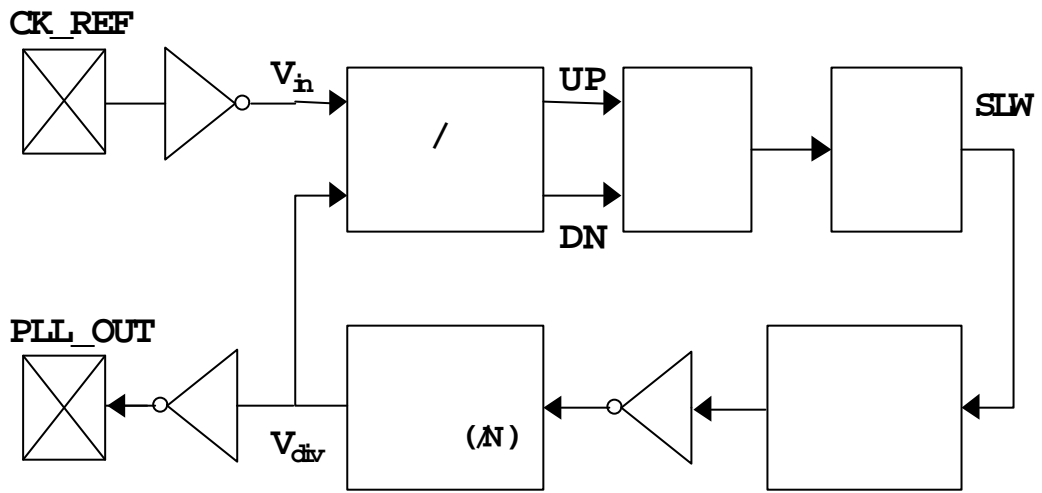 CK_REF
Vin
/
UP
DN
SLW
PLL_OUT
Vdiv
(/N)